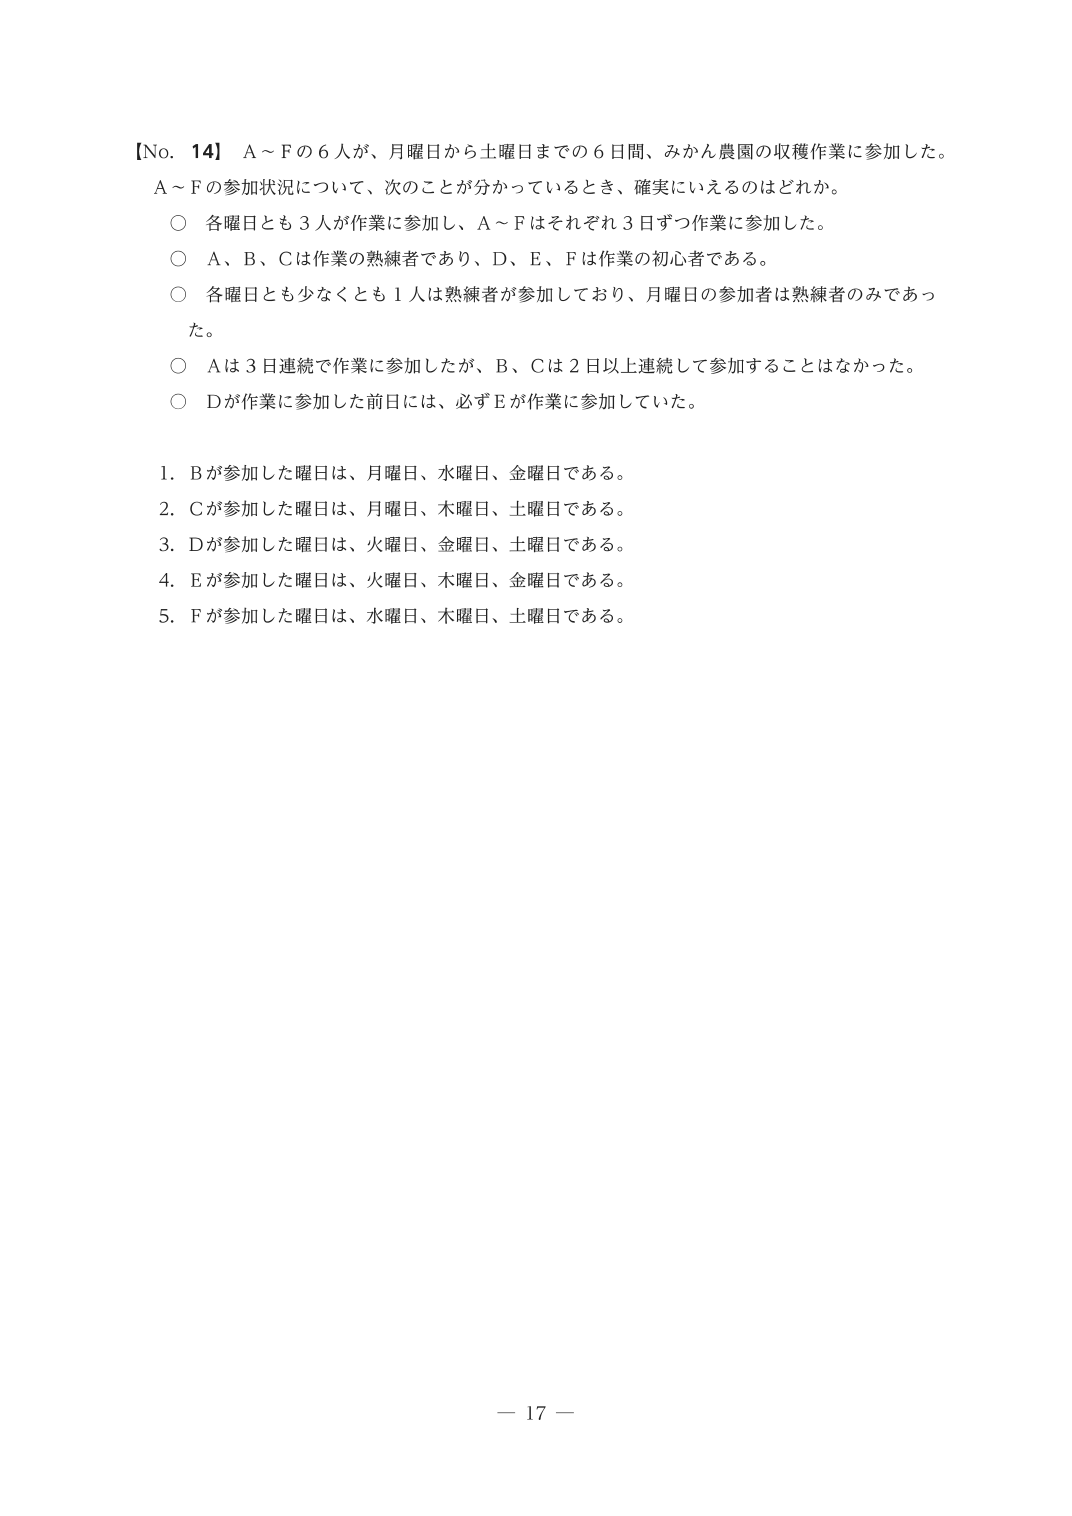 【No. 14】 A～Fの6人が、月曜日から土曜日までの6日間、みかん農園の収穫作業に参加した。
A～Fの参加状況について、次のことが分かっているとき、確実にいえるのはどれか。
○ 各曜日とも3人が作業に参加し、A～Fはそれぞれ3日ずつ作業に参加した。
○ A、B、Cは作業の熟練者であり、D、E、Fは作業の初心者である。
○ 各曜日とも少なくとも1人は熟練者が参加しており、月曜日の参加者は熟練者のみであっ
た。
○ Aは3日連続で作業に参加したが、B、Cは2日以上連続して参加することはなかった。
○ Dが作業に参加した前日には、必ずEが作業に参加していた。
1. Bが参加した曜日は、月曜日、水曜日、金曜日である。
2. Cが参加した曜日は、月曜日、木曜日、土曜日である。
3. Dが参加した曜日は、火曜日、金曜日、土曜日である。
4. Eが参加した曜日は、火曜日、木曜日、金曜日である。
5. Fが参加した曜日は、水曜日、木曜日、土曜日である。
— 17 —